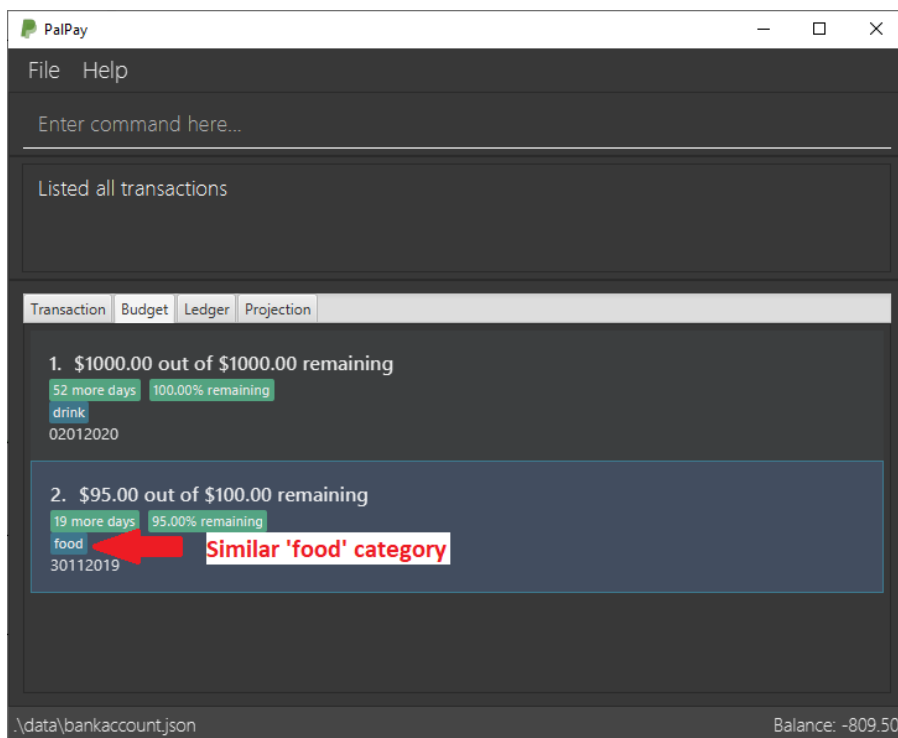 PalPay
File Help
Enter command here...
Listed all transactions
Transaction Budget Ledger Projection
1. $1000.00 out of $1000.00 remaining
52 more days 100.00% remaining
drink
02012020
2. $95.00 out of $100.00 remaining
19 more days 95.00% remaining
food Similar 'food' category
30112019
.\data\bankaccount.json Balance: -809.50